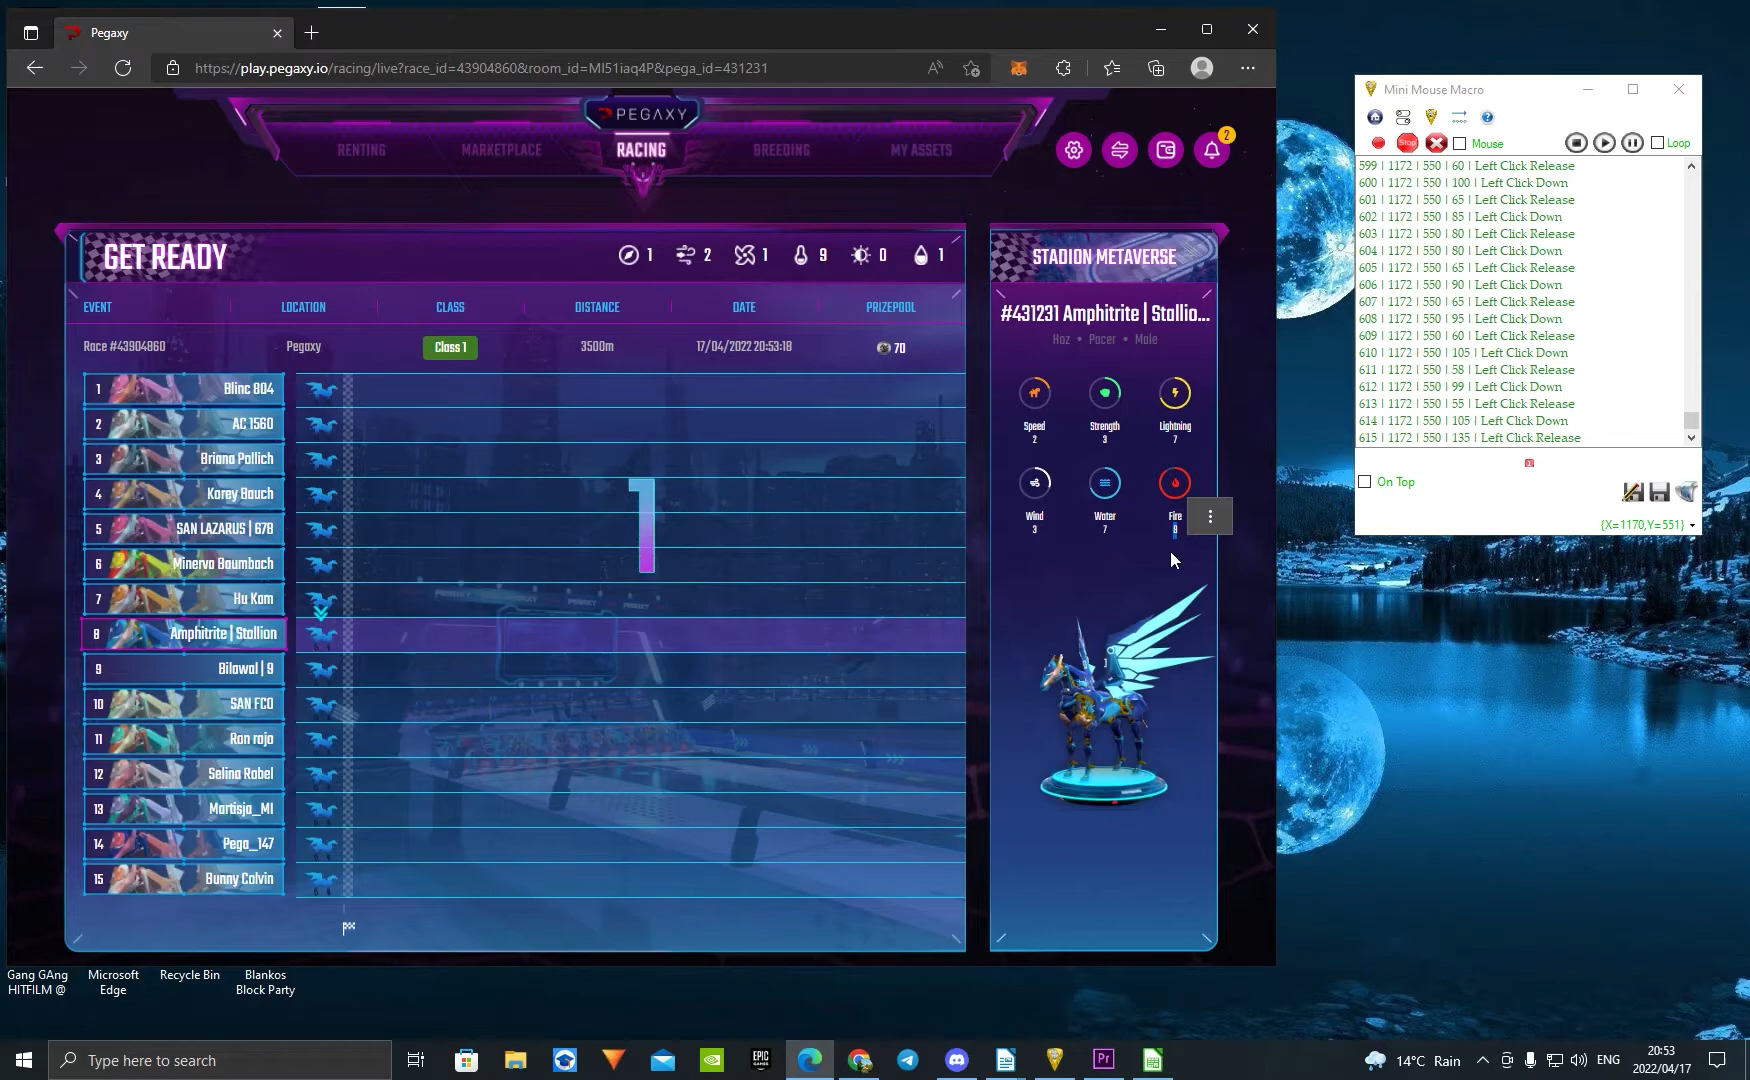 Pegaxy
https://play.pegaxy.io/racing/live?race_id=43904860&room_id=MI51iaq4P&pega_id=431231
PEGAXY
RENTING MARKETPLACE RACING BREEDING MY ASSETS
2
GET READY
1 2 1 9 0 1
EVENT LOCATION CLASS DISTANCE DATE PRIZEPOOL
Race #43904860 Pegaxy Class 1 3500m 17/04/2022 20:53:18 70
1 Blinc 804
2 AC 1560
3 Briana Pollich
4 Korey Bauch
5 SAN LAZARUS | 678
6 Minerva Baumbach
7 Hu Kam
8 Amphitrite | Stallion
9 Bilawal | 9
10 SAN FCO
11 Ron rojo
12 Selina Robel
13 Martisja_MI
14 Pega_147
15 Bunny Colvin
1
STADION METAVERSE
#431231 Amphitrite | Stallio...
Hoz • Pacer • Male
Speed Strength Lightning
2 3 7
Wind Water Fire
3 7 8
Mini Mouse Macro
Stop Mouse Loop
599 | 1172 | 550 | 60 | Left Click Release
600 | 1172 | 550 | 100 | Left Click Down
601 | 1172 | 550 | 65 | Left Click Release
602 | 1172 | 550 | 85 | Left Click Down
603 | 1172 | 550 | 80 | Left Click Release
604 | 1172 | 550 | 80 | Left Click Down
605 | 1172 | 550 | 65 | Left Click Release
606 | 1172 | 550 | 90 | Left Click Down
607 | 1172 | 550 | 65 | Left Click Release
608 | 1172 | 550 | 95 | Left Click Down
609 | 1172 | 550 | 60 | Left Click Release
610 | 1172 | 550 | 105 | Left Click Down
611 | 1172 | 550 | 58 | Left Click Release
612 | 1172 | 550 | 99 | Left Click Down
613 | 1172 | 550 | 55 | Left Click Release
614 | 1172 | 550 | 105 | Left Click Down
615 | 1172 | 550 | 135 | Left Click Release
On Top
{X=1170,Y=551}
Gang GAng
HITFILM @
Microsoft
Edge
Recycle Bin
Blankos
Block Party
Type here to search
EPIC
GAMES
Pr
14°C Rain
ENG
20:53
2022/04/17